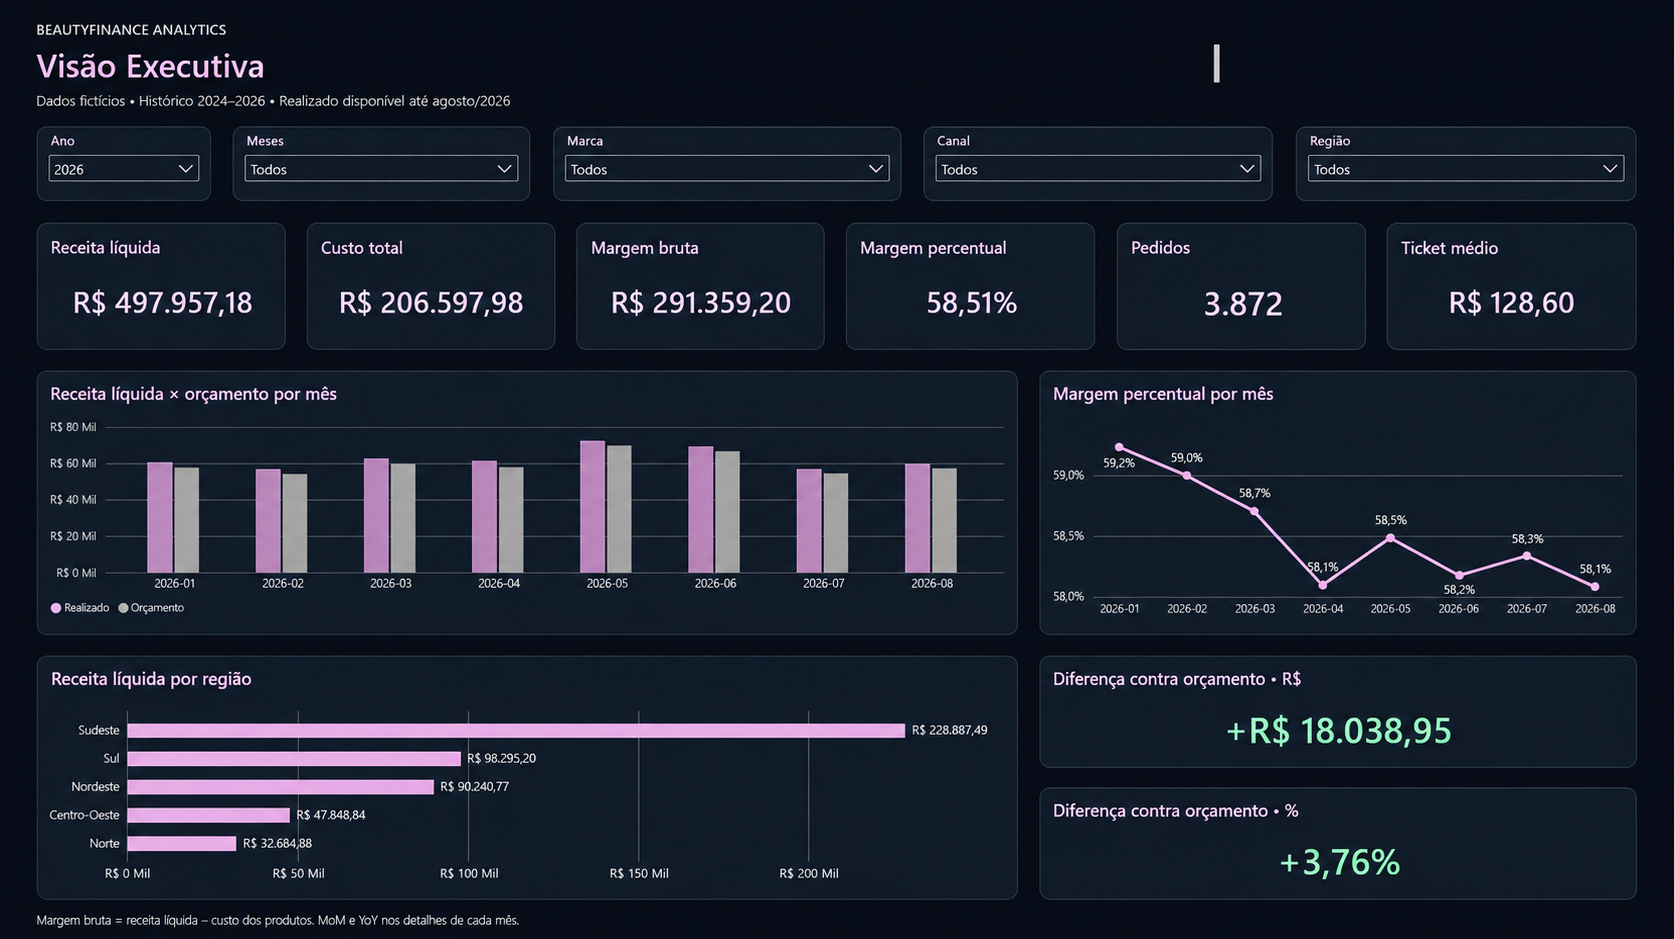 BEAUTYFINANCE ANALYTICS
Visão Executiva
Dados fictícios • Histórico 2024–2026 • Realizado disponível até agosto/2026
Ano
2026
Meses
Todos
Marca
Todos
Canal
Todos
Região
Todos
Receita líquida
R$ 497.957,18
Custo total
R$ 206.597,98
Margem bruta
R$ 291.359,20
Margem percentual
58,51%
Pedidos
3.872
Ticket médio
R$ 128,60
Receita líquida × orçamento por mês
R$ 80 Mil
R$ 60 Mil
R$ 40 Mil
R$ 20 Mil
R$ 0 Mil
2026-01 2026-02 2026-03 2026-04 2026-05 2026-06 2026-07 2026-08
Realizado Orçamento
Margem percentual por mês
59,0%
58,5%
58,0%
59,2% 59,0% 58,7% 58,1% 58,5% 58,2% 58,3% 58,1%
2026-01 2026-02 2026-03 2026-04 2026-05 2026-06 2026-07 2026-08
Receita líquida por região
Sudeste R$ 228.887,49
Sul R$ 98.295,20
Nordeste R$ 90.240,77
Centro-Oeste R$ 47.848,84
Norte R$ 32.684,88
R$ 0 Mil R$ 50 Mil R$ 100 Mil R$ 150 Mil R$ 200 Mil
Diferença contra orçamento • R$
+R$ 18.038,95
Diferença contra orçamento • %
+3,76%
Margem bruta = receita líquida – custo dos produtos. MoM e YoY nos detalhes de cada mês.